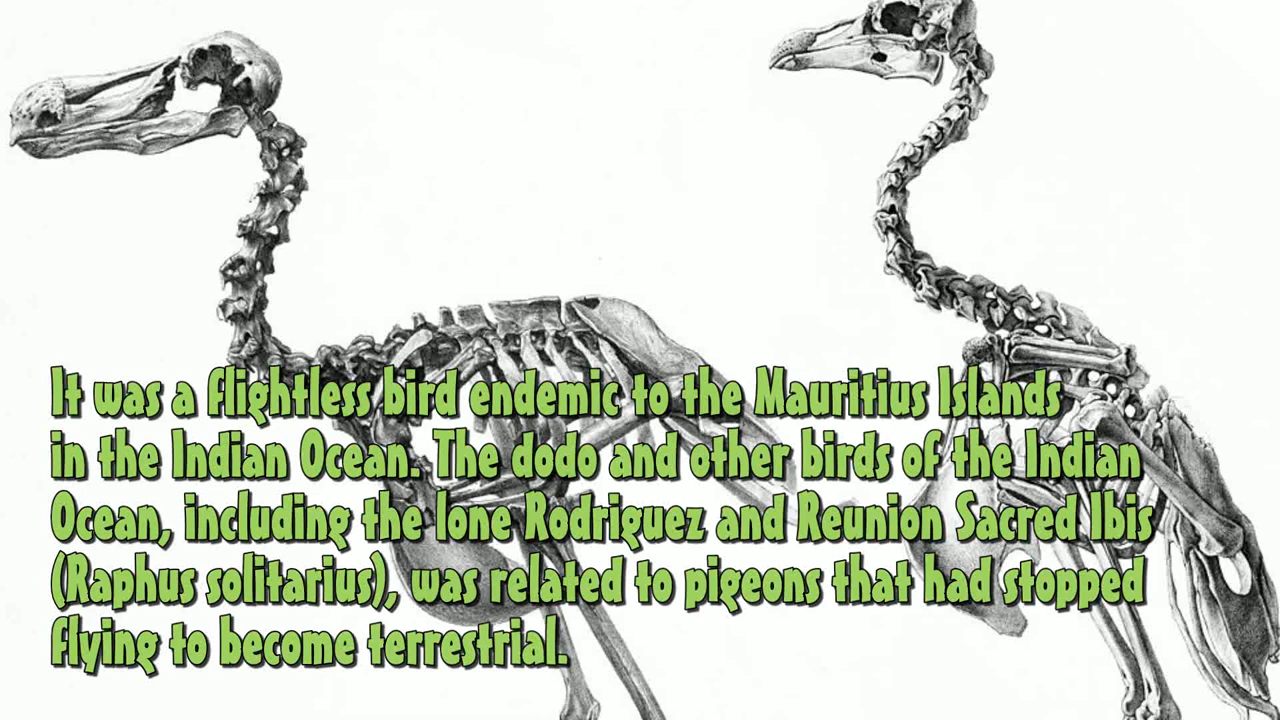 It was a flightless bird endemic to the Mauritius Islands
in the Indian Ocean. The dodo and other birds of the Indian
Ocean, including the lone Rodriguez and Reunion Sacred Ibis
(Raphus solitarius), was related to pigeons that had stopped
flying to become terrestrial.